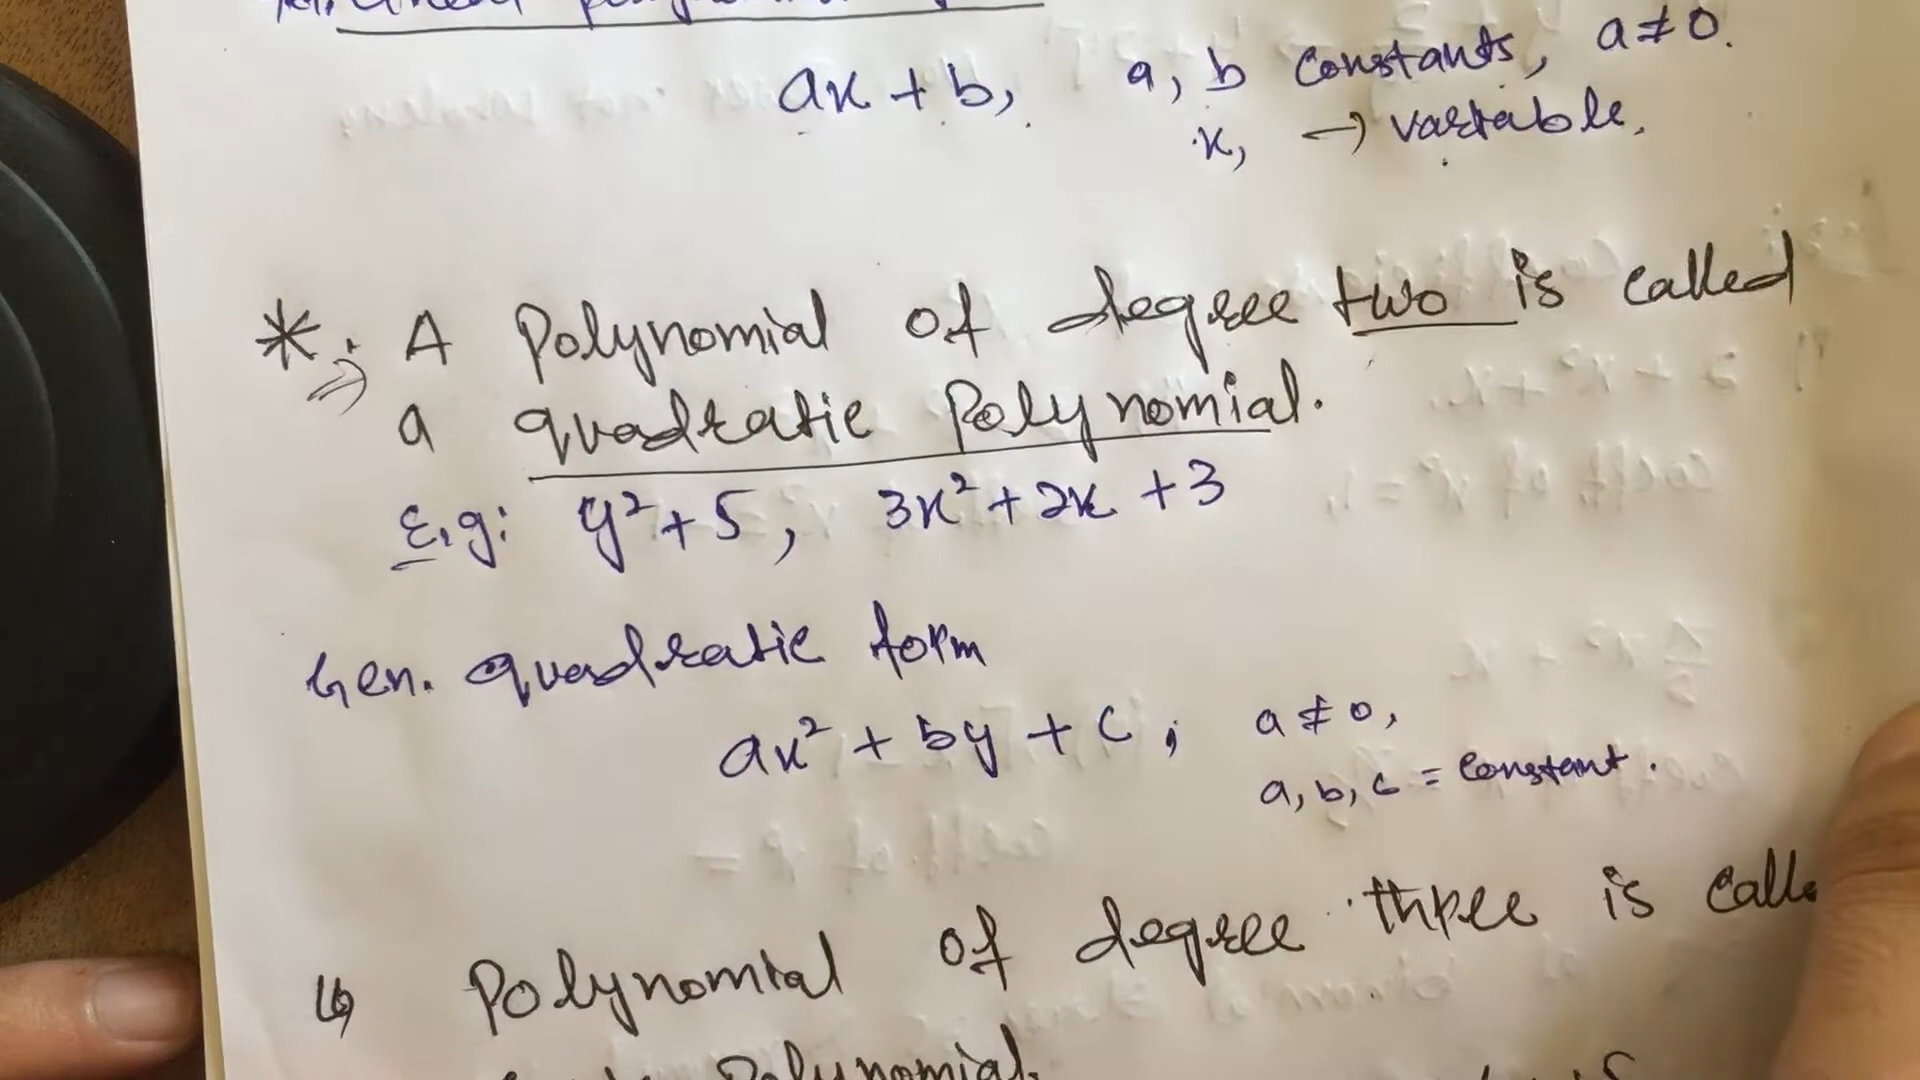 ax + b, a, b constants, a ≠ 0.
x, → variable.
*. A Polynomial of degree two is called
⇒
a quadratic Polynomial.
E.g: y² + 5, 3x² + 2x + 3
Gen. quadratic form
ax² + by + c ; a ≠ 0,
a, b, c = constant.
Polynomial of degree three is calle
Polynomial.